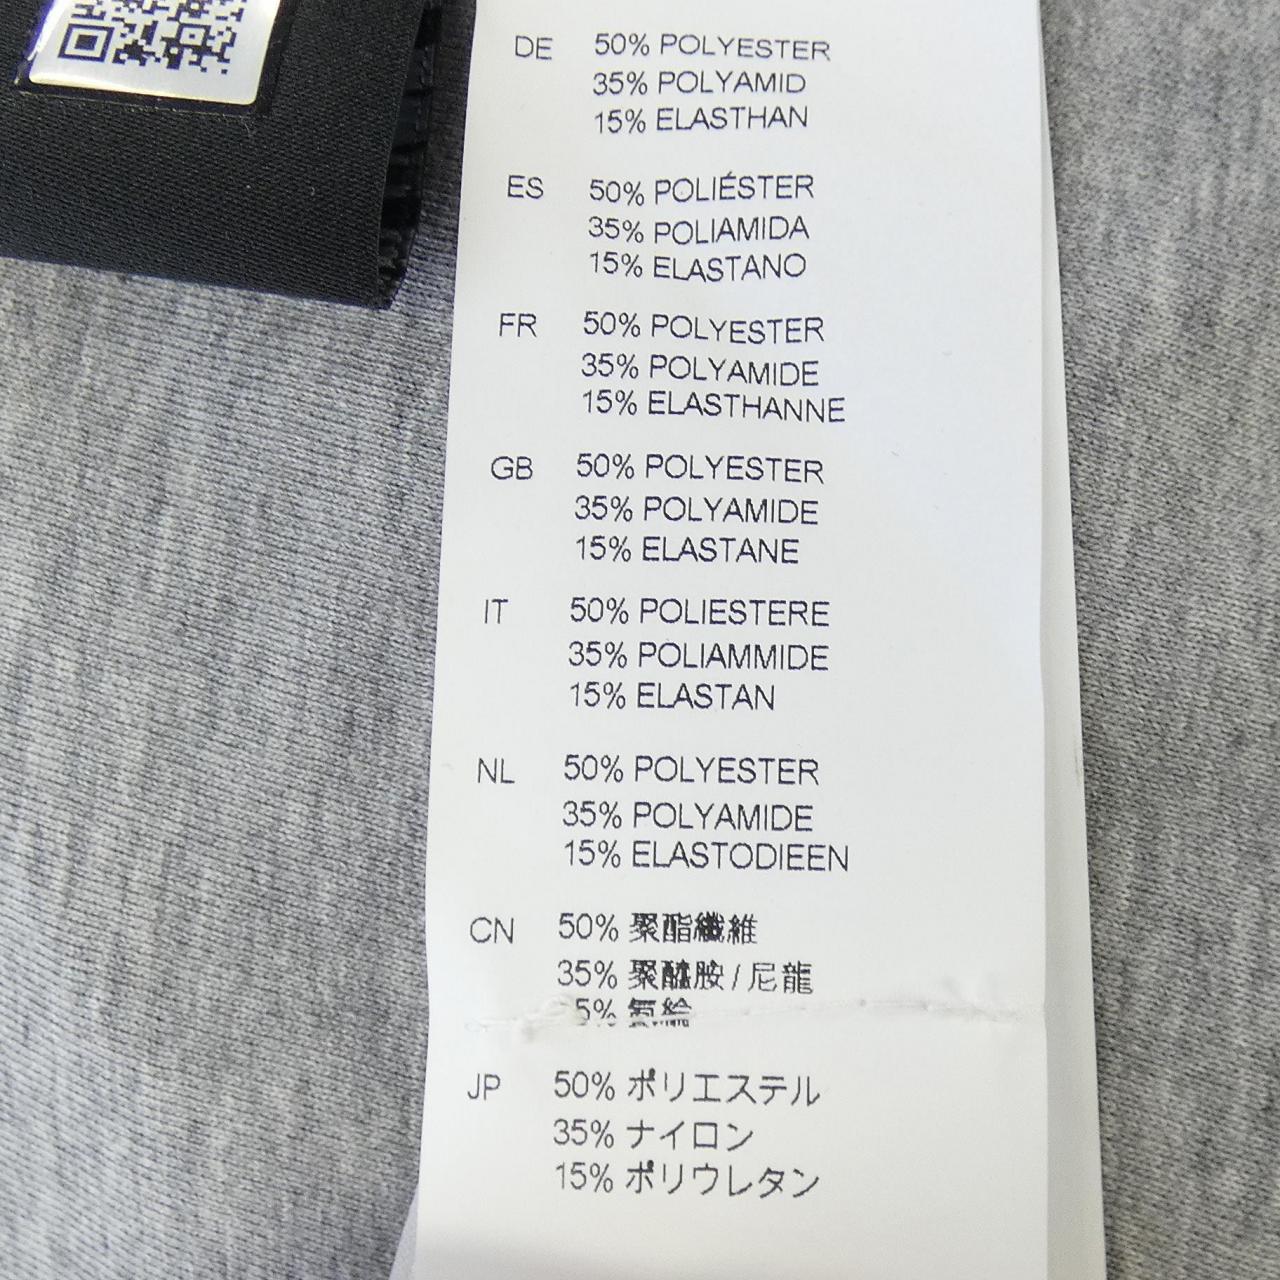 DE 50% POLYESTER
35% POLYAMID
15% ELASTHAN
ES 50% POLIÉSTER
35% POLIAMIDA
15% ELASTANO
FR 50% POLYESTER
35% POLYAMIDE
15% ELASTHANNE
GB 50% POLYESTER
35% POLYAMIDE
15% ELASTANE
IT 50% POLIESTERE
35% POLIAMMIDE
15% ELASTAN
NL 50% POLYESTER
35% POLYAMIDE
15% ELASTODIEEN
CN 50% 聚酯纖維
35% 聚醯胺 / 尼龍
5% 氨綸
JP 50% ポリエステル
35% ナイロン
15% ポリウレタン